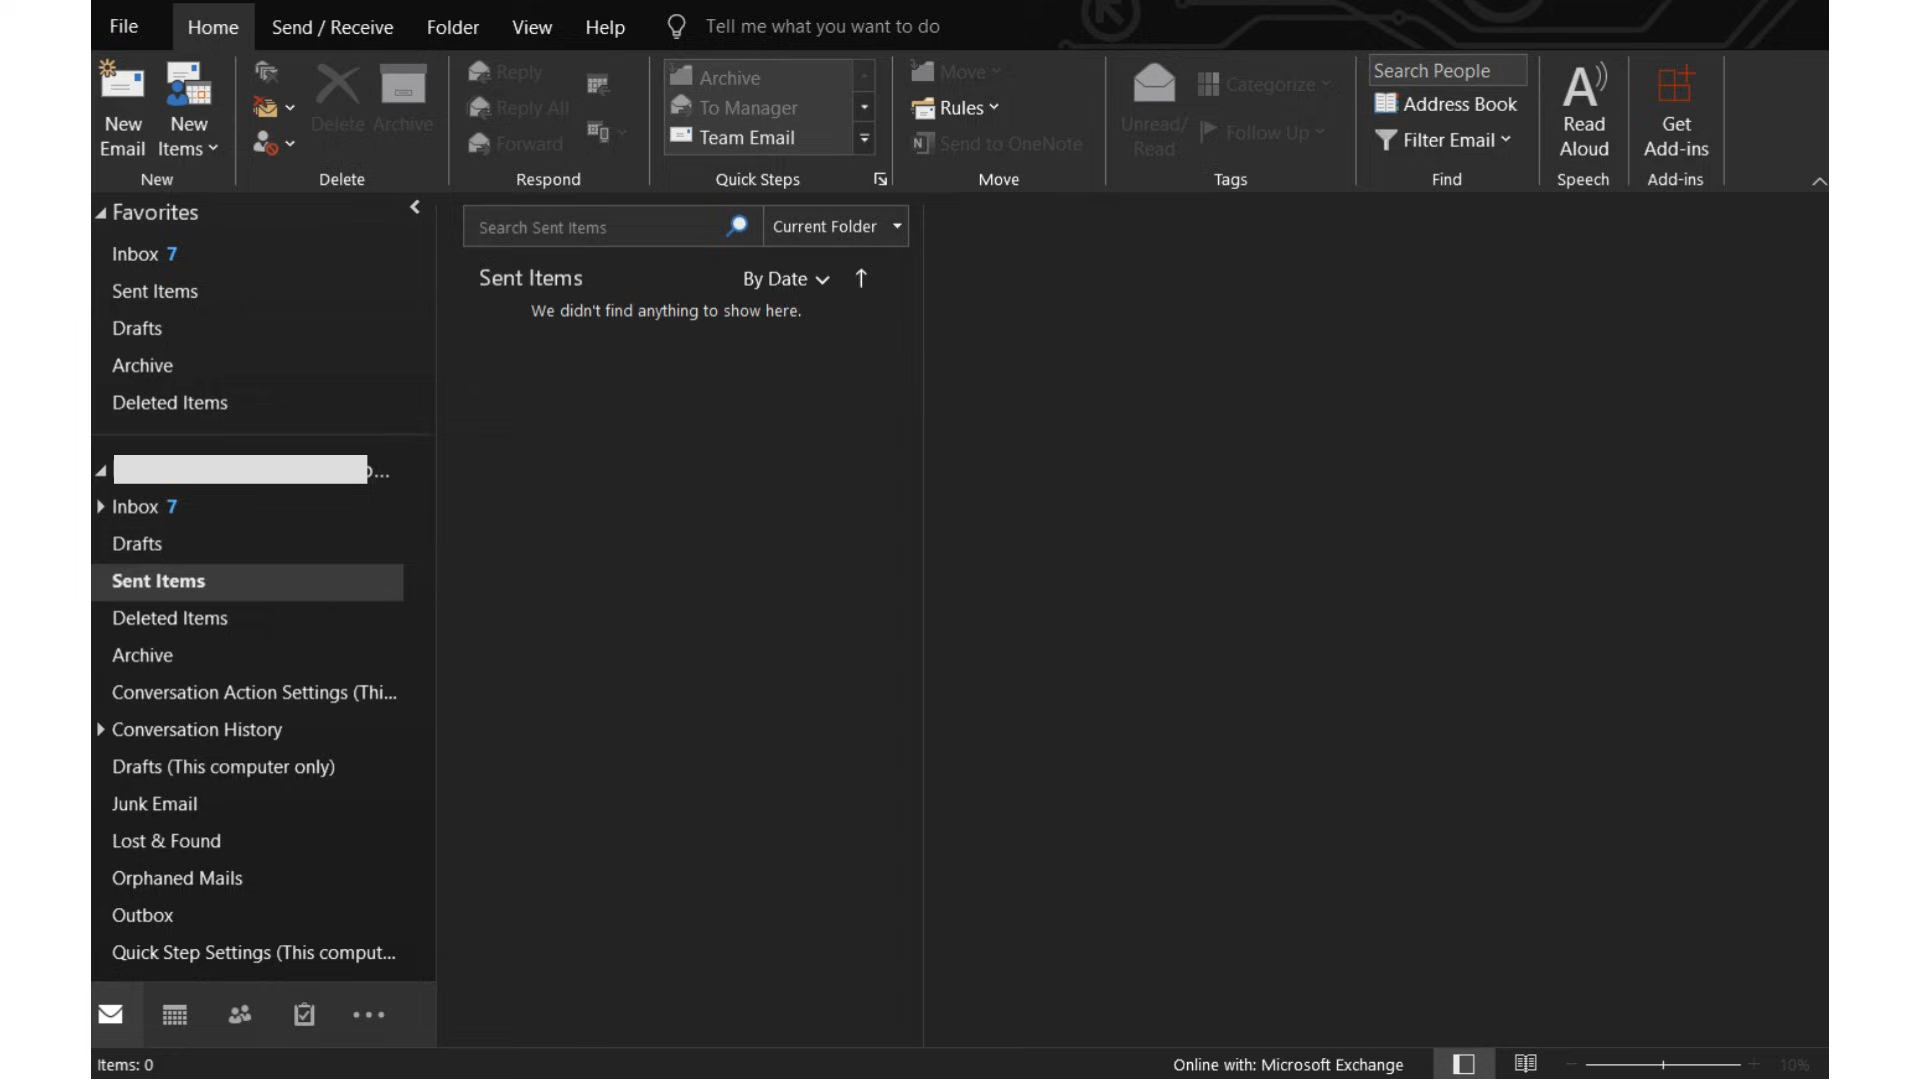 File Home Send / Receive Folder View Help Tell me what you want to do
New Email
New Items
New
Delete Archive
Delete
Reply
Reply All
Forward
Respond
Archive
To Manager
Team Email
Quick Steps
Move
Rules
Send to OneNote
Move
Unread/ Read
Categorize
Follow Up
Tags
Search People
Address Book
Filter Email
Find
Read Aloud
Speech
Get Add-ins
Add-ins
Favorites
Inbox 7
Sent Items
Drafts
Archive
Deleted Items
Inbox 7
Drafts
Sent Items
Deleted Items
Archive
Conversation Action Settings (Thi...
Conversation History
Drafts (This computer only)
Junk Email
Lost & Found
Orphaned Mails
Outbox
Quick Step Settings (This comput...
Search Sent Items Current Folder
Sent Items By Date
We didn't find anything to show here.
Items: 0 Online with: Microsoft Exchange 10%